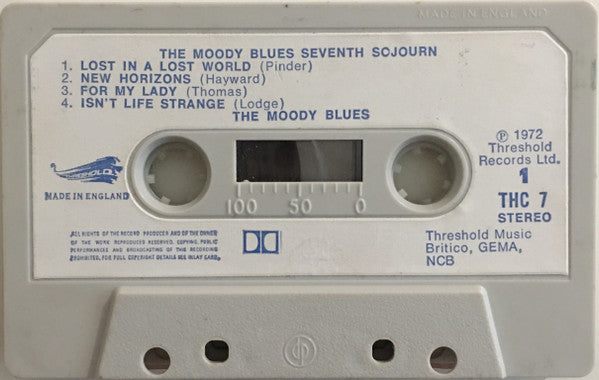 MADE IN ENGLAND
THE MOODY BLUES SEVENTH SOJOURN
1. LOST IN A LOST WORLD (Pinder)
2. NEW HORIZONS (Hayward)
3. FOR MY LADY (Thomas)
4. ISN'T LIFE STRANGE (Lodge)
THE MOODY BLUES
THRESHOLD
MADE IN ENGLAND
100 50 0
℗ 1972
Threshold
Records Ltd.
1
THC 7
STEREO
ALL RIGHTS OF THE RECORD PRODUCER AND OF THE OWNER
OF THE WORK REPRODUCED RESERVED. COPYING, PUBLIC
PERFORMANCE AND BROADCASTING OF THIS RECORDING
PROHIBITED. FOR FULL COPYRIGHT DETAILS SEE INLAY CARD.
Threshold Music
Britico, GEMA,
NCB